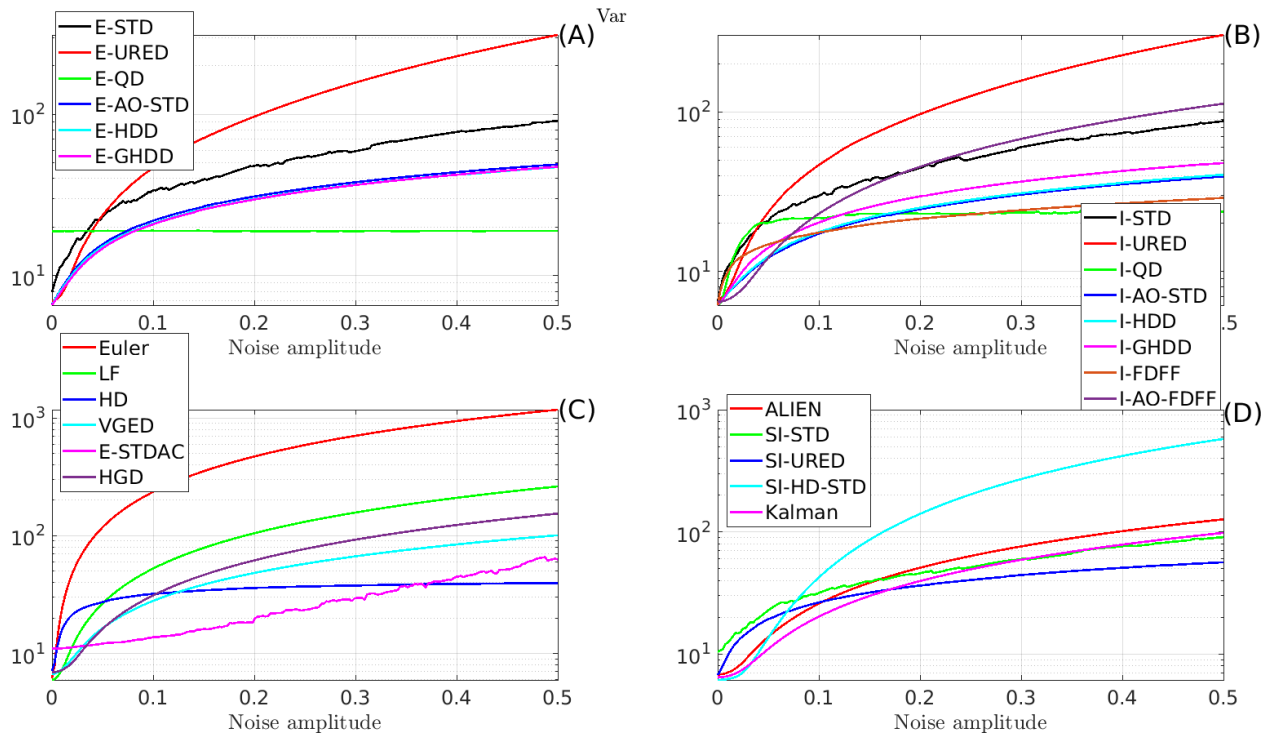 Var
(A)
E-STD
E-URED
E-QD
E-AO-STD
E-HDD
E-GHDD
10²
10¹
0 0.1 0.2 0.3 0.4 0.5
Noise amplitude
(B)
10²
10¹
0 0.1 0.2 0.3 0.5
Noise amplitude
I-STD
I-URED
I-QD
I-AO-STD
I-HDD
I-GHDD
I-FDFF
I-AO-FDFF
(C)
Euler
LF
HD
VGED
E-STDAC
HGD
10³
10²
10¹
0 0.1 0.2 0.3 0.4 0.5
Noise amplitude
(D)
ALIEN
SI-STD
SI-URED
SI-HD-STD
Kalman
10³
10²
10¹
0 0.1 0.2 0.3 0.4 0.5
Noise amplitude